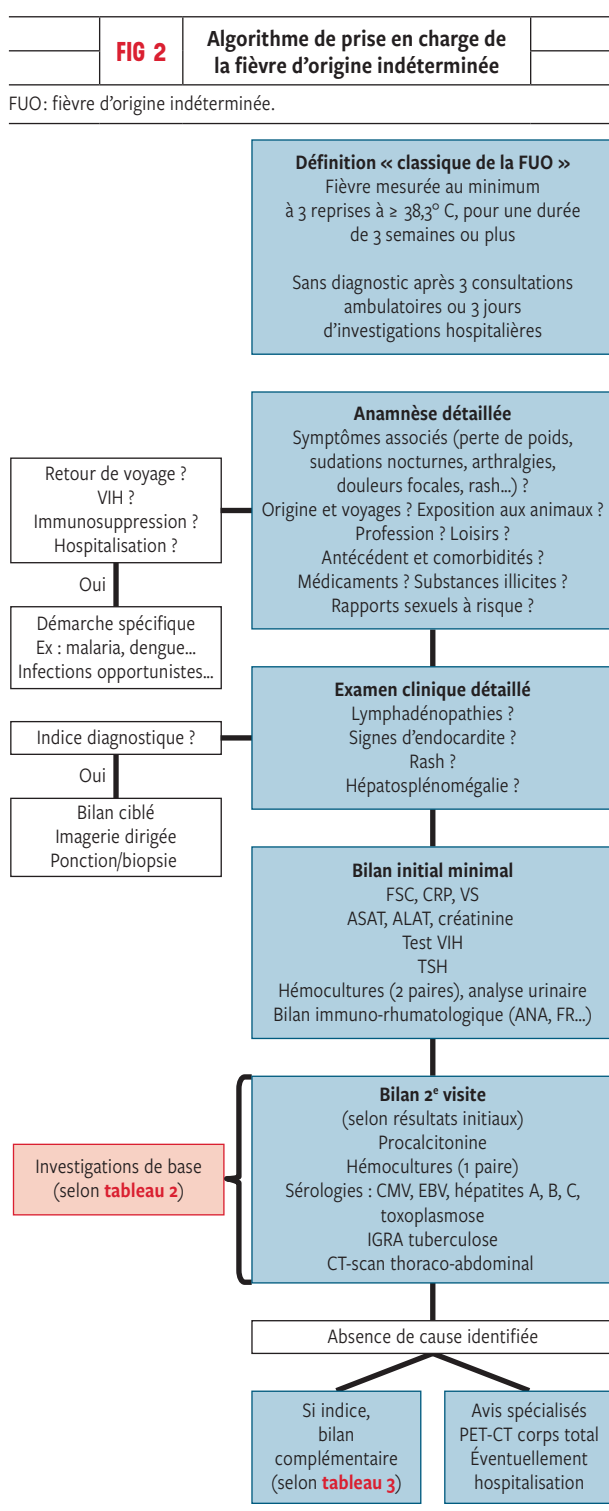 FIG 2
Algorithme de prise en charge de
la fièvre d'origine indéterminée
FUO: fièvre d'origine indéterminée.
Définition « classique de la FUO »
Fièvre mesurée au minimum
à 3 reprises à ≥ 38,3° C, pour une durée
de 3 semaines ou plus
Sans diagnostic après 3 consultations
ambulatoires ou 3 jours
d'investigations hospitalières
Anamnèse détaillée
Symptômes associés (perte de poids,
sudations nocturnes, arthralgies,
douleurs focales, rash...) ?
Origine et voyages ? Exposition aux animaux ?
Profession ? Loisirs ?
Antécédent et comorbidités ?
Médicaments ? Substances illicites ?
Rapports sexuels à risque ?
Retour de voyage ?
VIH ?
Immunosuppression ?
Hospitalisation ?
Oui
Démarche spécifique
Ex : malaria, dengue...
Infections opportunistes...
Examen clinique détaillé
Lymphadénopathies ?
Signes d'endocardite ?
Rash ?
Hépatosplénomégalie ?
Indice diagnostique ?
Oui
Bilan ciblé
Imagerie dirigée
Ponction/biopsie
Bilan initial minimal
FSC, CRP, VS
ASAT, ALAT, créatinine
Test VIH
TSH
Hémocultures (2 paires), analyse urinaire
Bilan immuno-rhumatologique (ANA, FR...)
Bilan 2e visite
(selon résultats initiaux)
Procalcitonine
Hémocultures (1 paire)
Sérologies : CMV, EBV, hépatites A, B, C,
toxoplasmose
IGRA tuberculose
CT-scan thoraco-abdominal
Investigations de base
(selon tableau 2)
Absence de cause identifiée
Si indice,
bilan
complémentaire
(selon tableau 3)
Avis spécialisés
PET-CT corps total
Éventuellement
hospitalisation